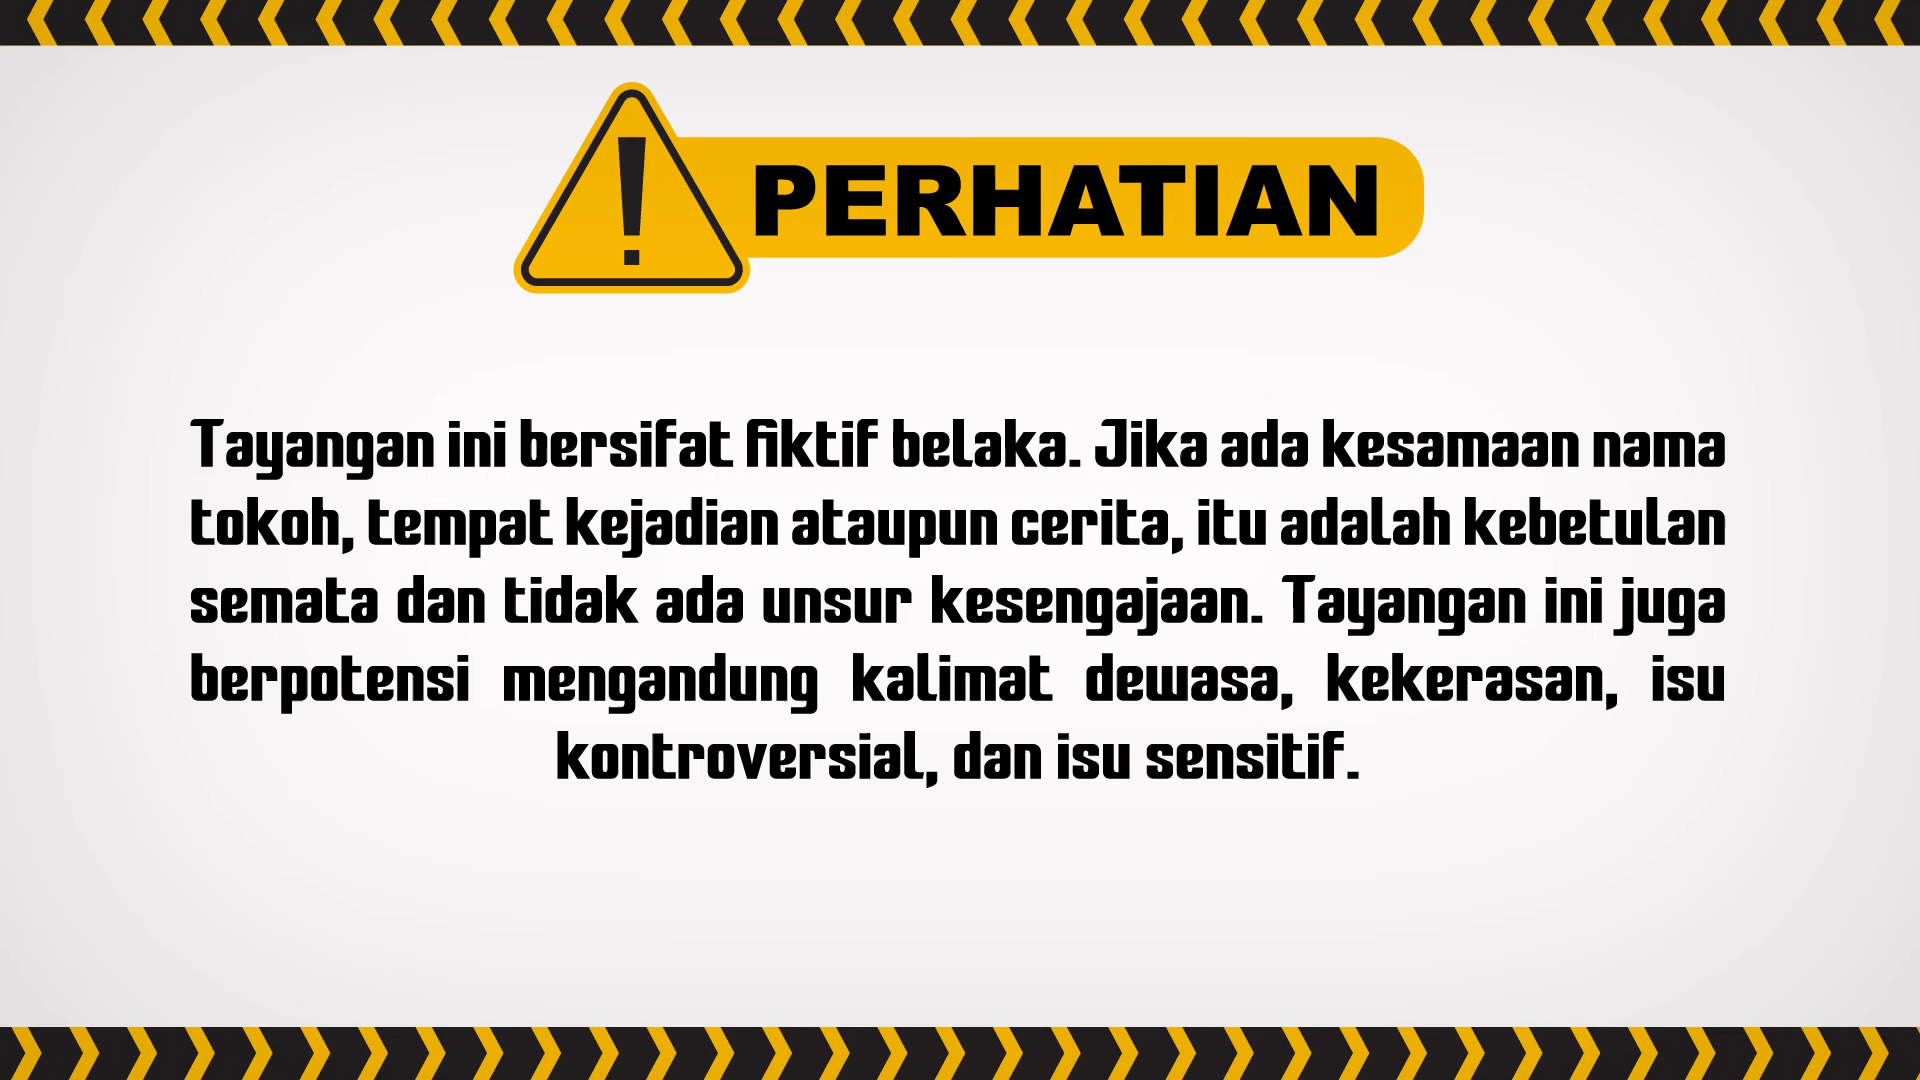 PERHATIAN
Tayangan ini bersifat fiktif belaka. Jika ada kesamaan nama
tokoh, tempat kejadian ataupun cerita, itu adalah kebetulan
semata dan tidak ada unsur kesengajaan. Tayangan ini juga
berpotensi mengandung kalimat dewasa, kekerasan, isu
kontroversial, dan isu sensitif.